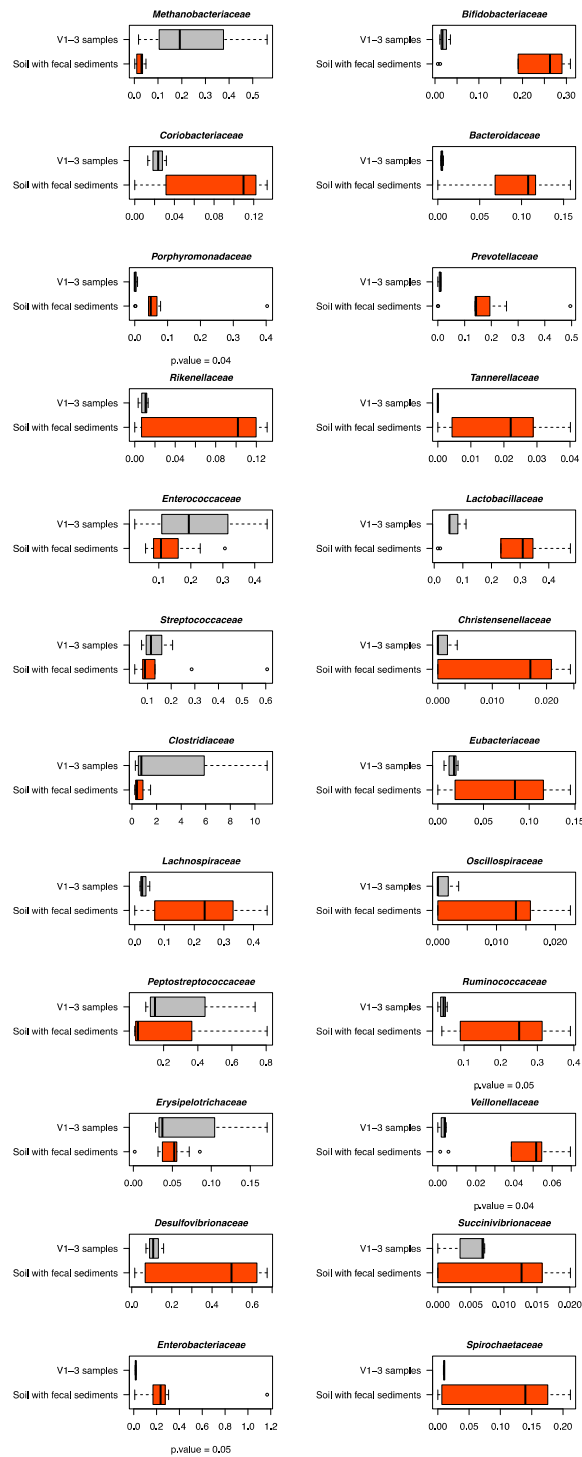 Methanobacteriaceae
V1–3 samples
Soil with fecal sediments
0.0 0.1 0.2 0.3 0.4 0.5
Bifidobacteriaceae
V1–3 samples
Soil with fecal sediments
0.00 0.10 0.20 0.30
Coriobacteriaceae
V1–3 samples
Soil with fecal sediments
0.00 0.04 0.08 0.12
Bacteroidaceae
V1–3 samples
Soil with fecal sediments
0.00 0.05 0.10 0.15
Porphyromonadaceae
V1–3 samples
Soil with fecal sediments
0.0 0.1 0.2 0.3 0.4
p.value = 0.04
Prevotellaceae
V1–3 samples
Soil with fecal sediments
0.0 0.1 0.2 0.3 0.4 0.5
Rikenellaceae
V1–3 samples
Soil with fecal sediments
0.00 0.04 0.08 0.12
Tannerellaceae
V1–3 samples
Soil with fecal sediments
0.00 0.01 0.02 0.03 0.04
Enterococcaceae
V1–3 samples
Soil with fecal sediments
0.1 0.2 0.3 0.4
Lactobacillaceae
V1–3 samples
Soil with fecal sediments
0.0 0.1 0.2 0.3 0.4
Streptococcaceae
V1–3 samples
Soil with fecal sediments
0.1 0.2 0.3 0.4 0.5 0.6
Christensenellaceae
V1–3 samples
Soil with fecal sediments
0.000 0.010 0.020
Clostridiaceae
V1–3 samples
Soil with fecal sediments
0 2 4 6 8 10
Eubacteriaceae
V1–3 samples
Soil with fecal sediments
0.00 0.05 0.10 0.15
Lachnospiraceae
V1–3 samples
Soil with fecal sediments
0.0 0.1 0.2 0.3 0.4
Oscillospiraceae
V1–3 samples
Soil with fecal sediments
0.000 0.010 0.020
Peptostreptococcaceae
V1–3 samples
Soil with fecal sediments
0.2 0.4 0.6 0.8
Ruminococcaceae
V1–3 samples
Soil with fecal sediments
0.1 0.2 0.3 0.4
p.value = 0.05
Erysipelotrichaceae
V1–3 samples
Soil with fecal sediments
0.00 0.05 0.10 0.15
Veillonellaceae
V1–3 samples
Soil with fecal sediments
0.00 0.02 0.04 0.06
p.value = 0.04
Desulfovibrionaceae
V1–3 samples
Soil with fecal sediments
0.0 0.2 0.4 0.6
Succinivibrionaceae
V1–3 samples
Soil with fecal sediments
0.000 0.005 0.010 0.015 0.020
Enterobacteriaceae
V1–3 samples
Soil with fecal sediments
0.0 0.2 0.4 0.6 0.8 1.0 1.2
p.value = 0.05
Spirochaetaceae
V1–3 samples
Soil with fecal sediments
0.00 0.05 0.10 0.15 0.20